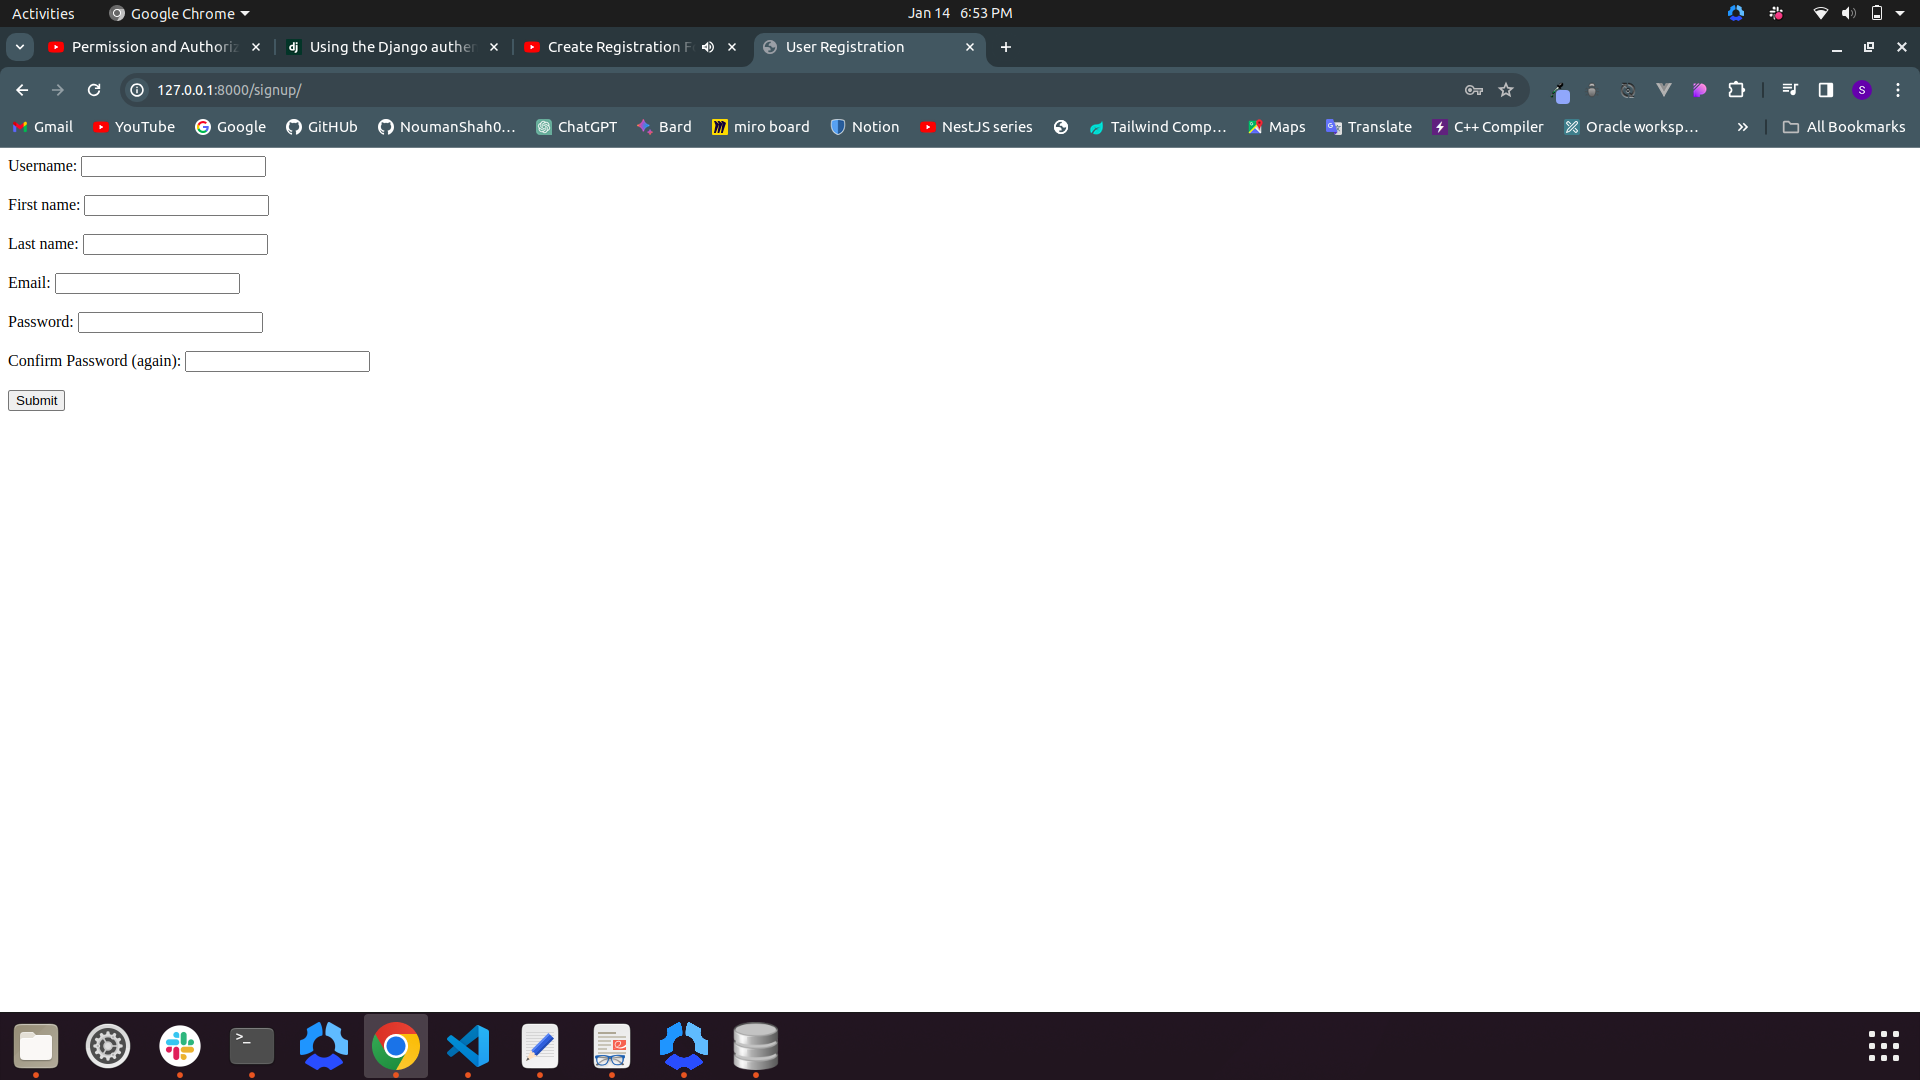 Activities Google Chrome Jan 14 6:53 PM
Permission and Authoriz Using the Django authen Create Registration Fo User Registration
127.0.0.1:8000/signup/ S
Gmail YouTube Google GitHUb NoumanShah0... ChatGPT Bard miro board Notion NestJS series Tailwind Comp... Maps Translate C++ Compiler Oracle worksp... » All Bookmarks
Username:
First name:
Last name:
Email:
Password:
Confirm Password (again):
Submit
>_